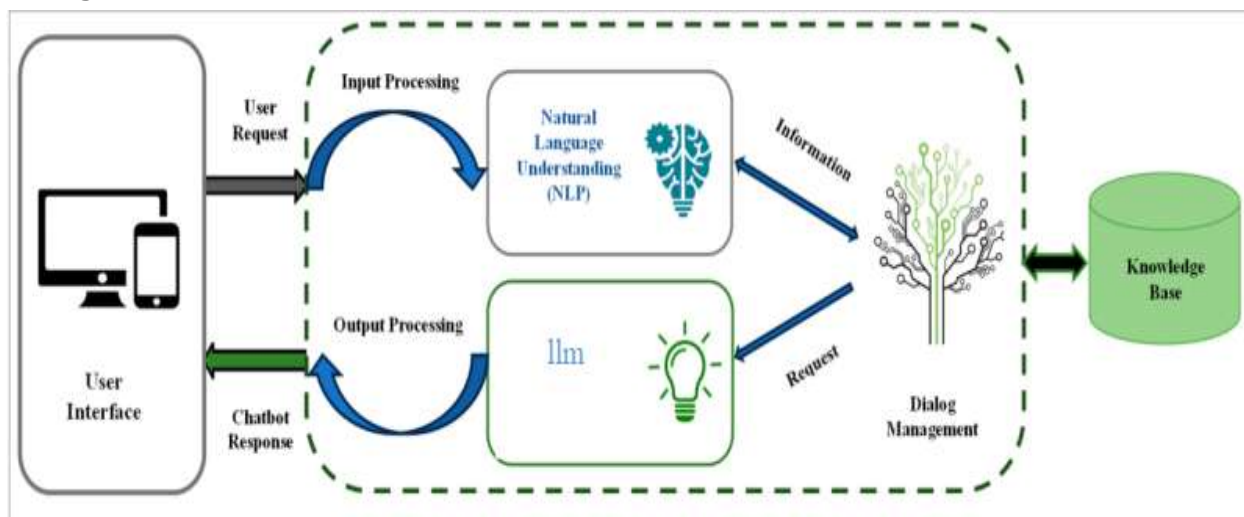 User
Interface
User
Request
Chatbot
Response
Input Processing
Natural
Language
Understanding
(NLP)
Output Processing
llm
Information
Request
Dialog
Management
Knowledge
Base